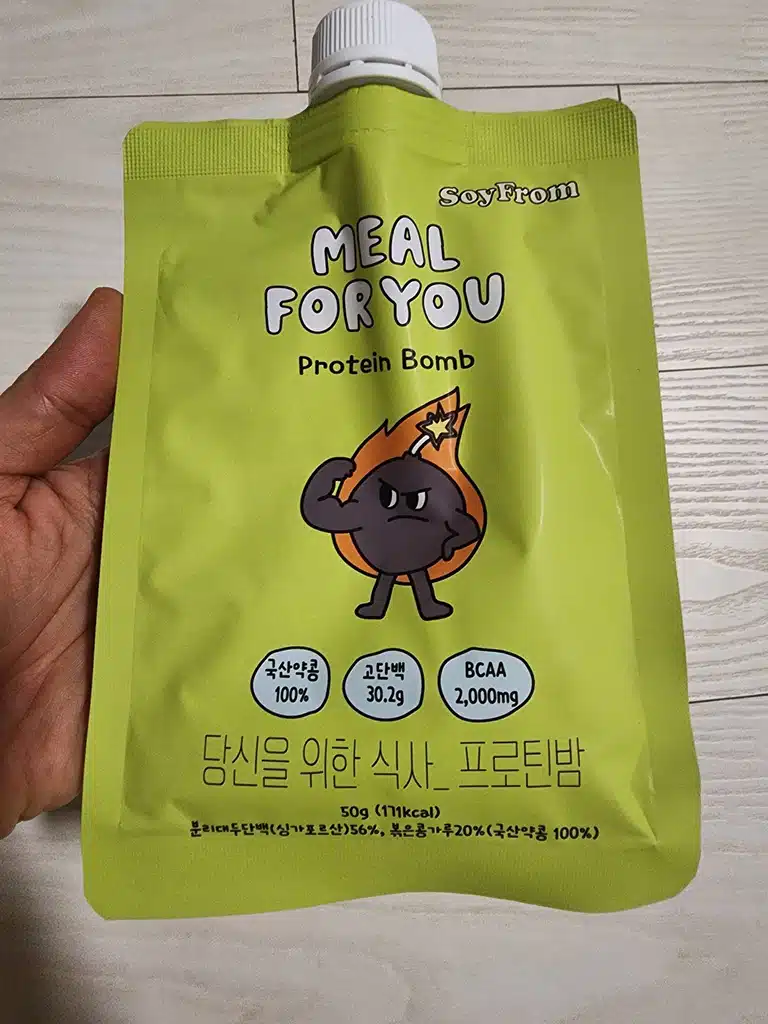 SoyFrom
MEAL
FOR YOU
Protein Bomb
국산약콩
100%
고단백
30.2g
BCAA
2,000mg
당신을 위한 식사_ 프로틴밤
50g (171kcal)
분리대두단백(싱가포르산)56%, 볶은콩가루20%(국산약콩 100%)